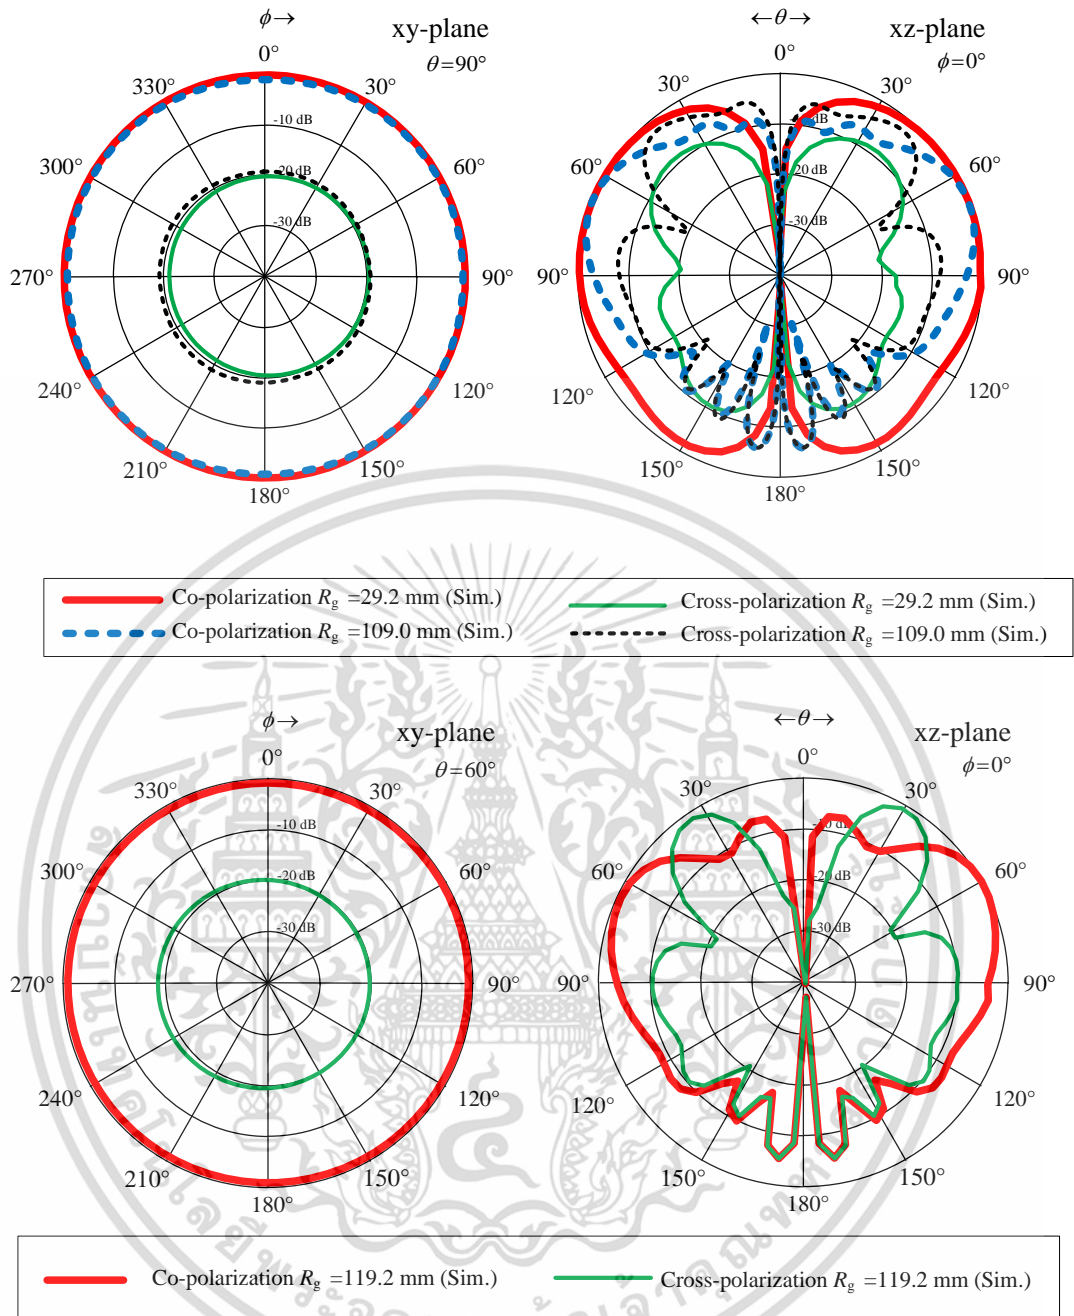 ϕ→
xy-plane
θ=90°
0°
30°
60°
90°
120°
150°
180°
210°
240°
270°
300°
330°
-10 dB
-20 dB
-30 dB
←θ→
xz-plane
ϕ=0°
0°
30°
30°
60°
60°
90°
90°
120°
120°
150°
150°
180°
-20 dB
-30 dB
Co-polarization Rg =29.2 mm (Sim.)
Cross-polarization Rg =29.2 mm (Sim.)
Co-polarization Rg =109.0 mm (Sim.)
Cross-polarization Rg =109.0 mm (Sim.)
ϕ→
xy-plane
θ=60°
0°
30°
60°
90°
120°
150°
180°
210°
240°
270°
300°
330°
-10 dB
-20 dB
-30 dB
←θ→
xz-plane
ϕ=0°
0°
30°
30°
60°
60°
90°
90°
120°
120°
150°
150°
180°
-10 dB
-20 dB
-30 dB
Co-polarization Rg =119.2 mm (Sim.)
Cross-polarization Rg =119.2 mm (Sim.)